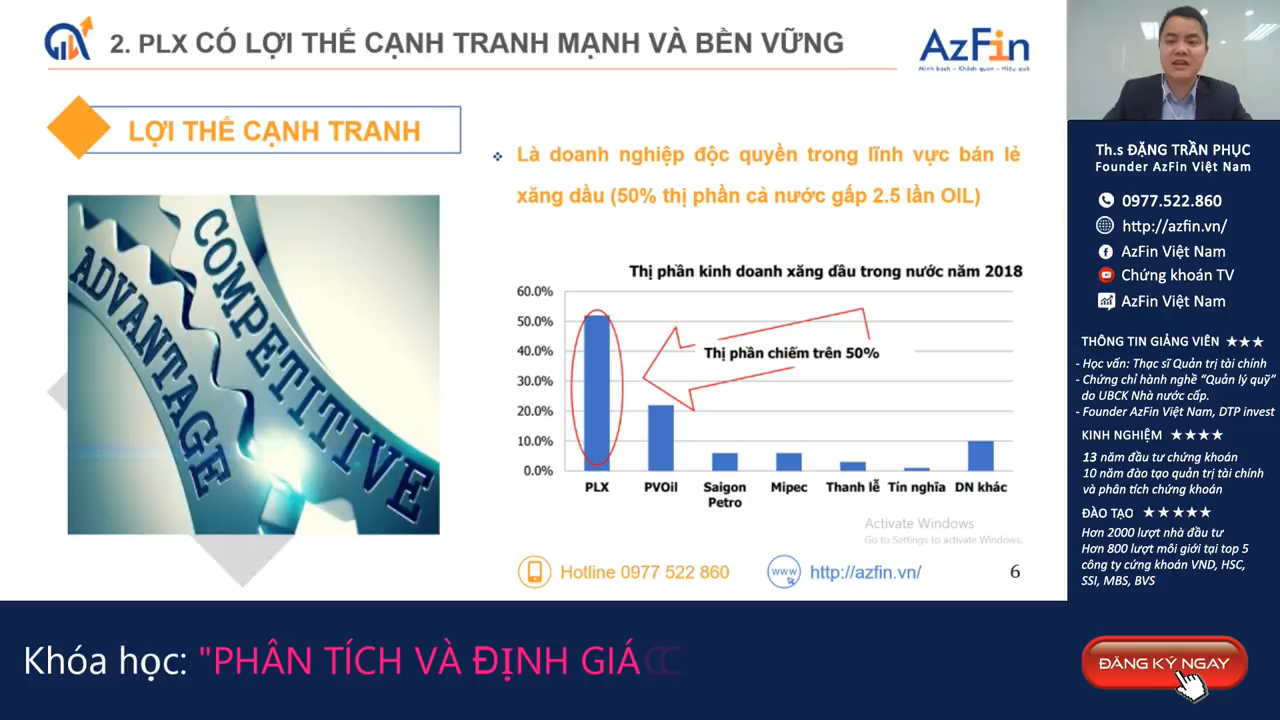 2. PLX CÓ LỢI THẾ CẠNH TRANH MẠNH VÀ BỀN VỮNG
AzFin
Minh bạch – Khách quan – Hiệu quả
LỢI THẾ CẠNH TRANH
COMPETITIVE
ADVANTAGE
Là doanh nghiệp độc quyền trong lĩnh vực bán lẻ
xăng dầu (50% thị phần cả nước gấp 2.5 lần OIL)
Thị phần kinh doanh xăng dầu trong nước năm 2018
60.0%
50.0%
40.0%
30.0%
20.0%
10.0%
0.0%
Thị phần chiếm trên 50%
PLX
PVOil
Saigon
Petro
Mipec
Thanh lễ
Tín nghĩa
DN khác
Activate Windows
Go to Settings to activate Windows.
Hotline 0977 522 860
www
http://azfin.vn/
6
Th.s ĐẶNG TRẦN PHỤC
Founder AzFin Việt Nam
0977.522.860
http://azfin.vn/
AzFin Việt Nam
Chứng khoán TV
AzFin Việt Nam
THÔNG TIN GIẢNG VIÊN ★★★
- Học vấn: Thạc sĩ Quản trị tài chính
- Chứng chỉ hành nghề “Quản lý quỹ”
do UBCK Nhà nước cấp.
- Founder AzFin Việt Nam, DTP invest
KINH NGHIỆM ★★★★
13 năm đầu tư chứng khoán
10 năm đào tạo quản trị tài chính
và phân tích chứng khoán
ĐÀO TẠO ★★★★★
Hơn 2000 lượt nhà đầu tư
Hơn 800 lượt môi giới tại top 5
công ty cứng khoán VND, HSC,
SSI, MBS, BVS
Khóa học: "PHÂN TÍCH VÀ ĐỊNH GIÁ
ĐĂNG KÝ NGAY